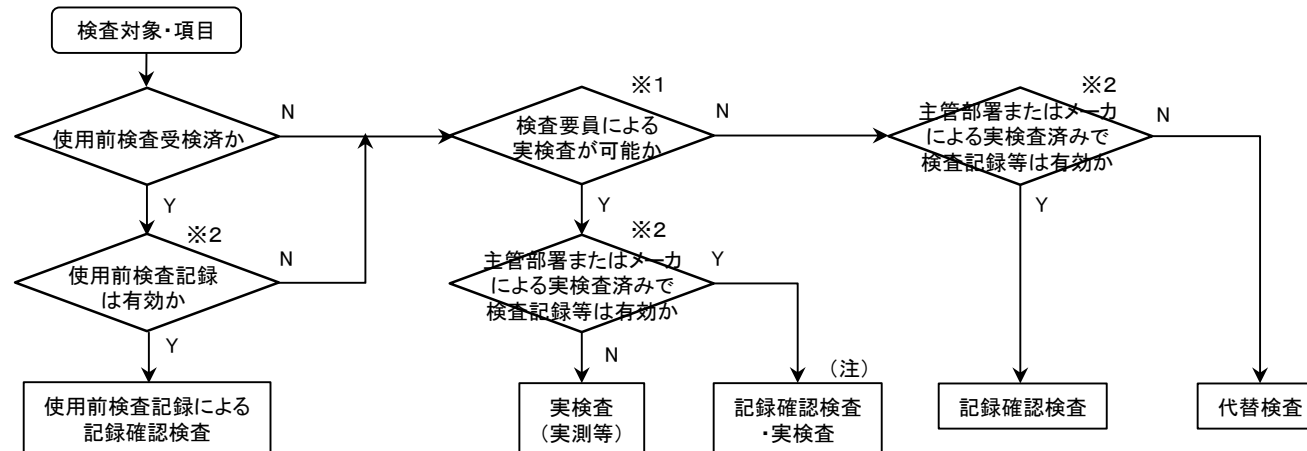 検査対象・項目
使用前検査受検済か
N
Y
※2
使用前検査記録
は有効か
N
Y
使用前検査記録による
記録確認検査
※1
検査要員による
実検査が可能か
N
Y
※2
主管部署またはメーカ
による実検査済みで
検査記録等は有効か
Y
N
実検査
(実測等)
(注)
記録確認検査
・実検査
※2
主管部署またはメーカ
による実検査済みで
検査記録等は有効か
N
Y
記録確認検査
代替検査